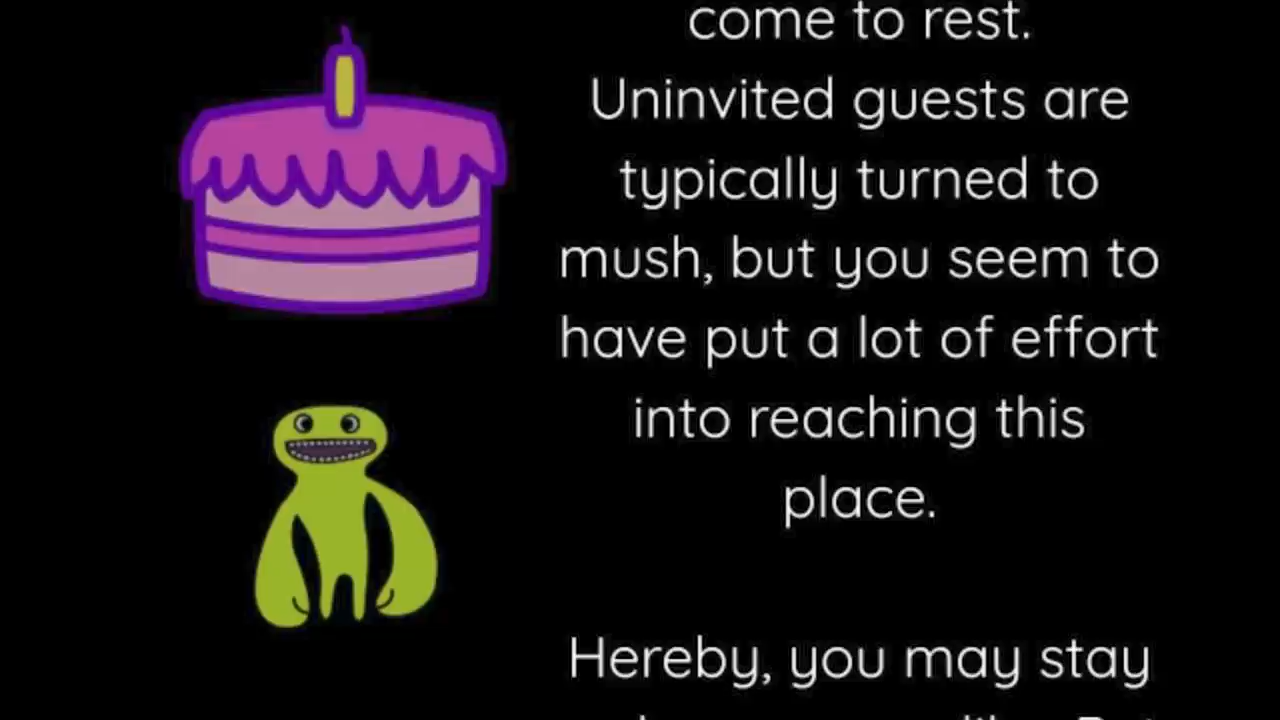 come to rest.
Uninvited guests are
typically turned to
mush, but you seem to
have put a lot of effort
into reaching this
place.
Hereby, you may stay